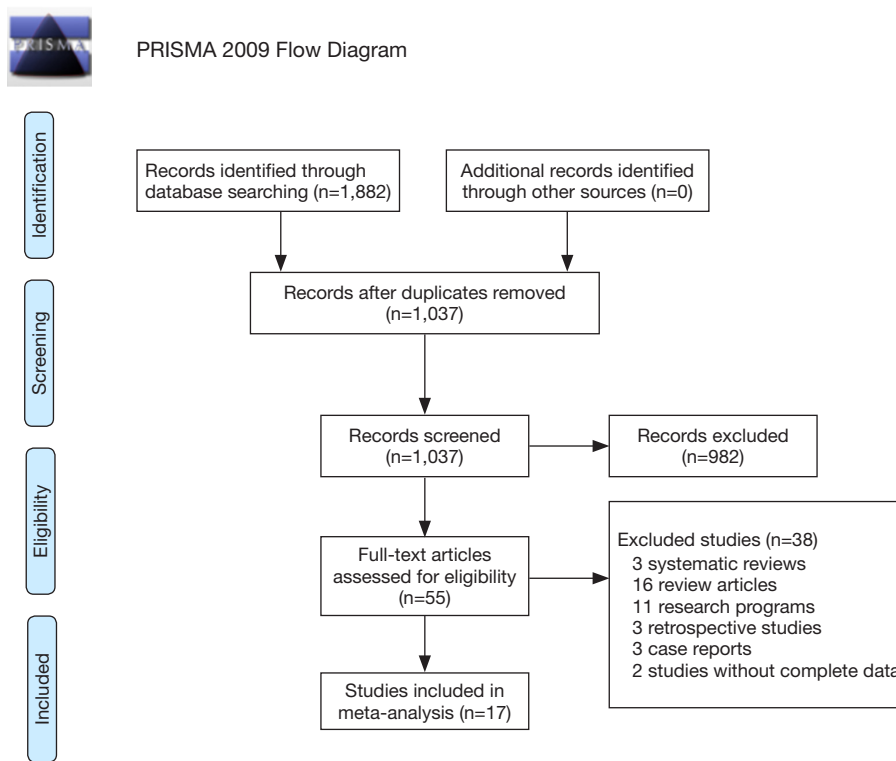 PRISMA
PRISMA 2009 Flow Diagram
Identification
Records identified through
database searching (n=1,882)
Additional records identified
through other sources (n=0)
Screening
Records after duplicates removed
(n=1,037)
Records screened
(n=1,037)
Records excluded
(n=982)
Eligibility
Full-text articles
assessed for eligibility
(n=55)
Excluded studies (n=38)
3 systematic reviews
16 review articles
11 research programs
3 retrospective studies
3 case reports
2 studies without complete data
Included
Studies included in
meta-analysis (n=17)